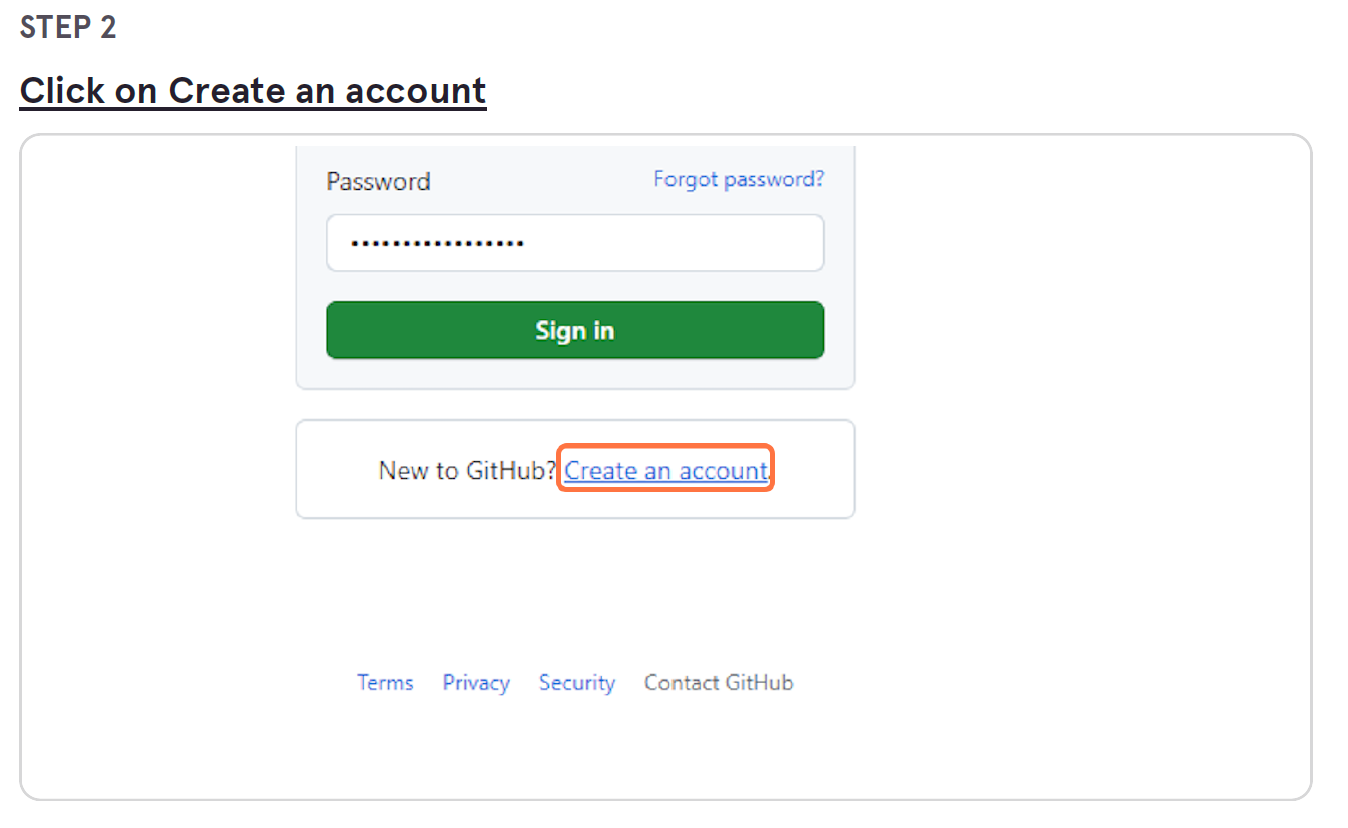 STEP 2
Click on Create an account
Password Forgot password?
•••••••••••••••••
Sign in
New to GitHub? Create an account.
Terms Privacy Security Contact GitHub